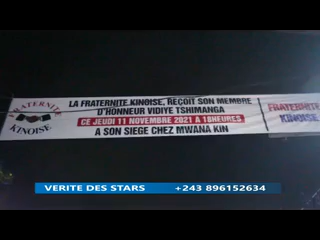 FRATERNITE
KINOISE
LA FRATERNITE KINOISE, REÇOIT SON MEMBRE
D'HONNEUR VIDIYE TSHIMANGA
CE JEUDI 11 NOVEMBRE 2021 A 18HEURES
A SON SIEGE CHEZ MWANA KIN
FRATERNITE
KINOISE
VERITE DES STARS +243 896152634